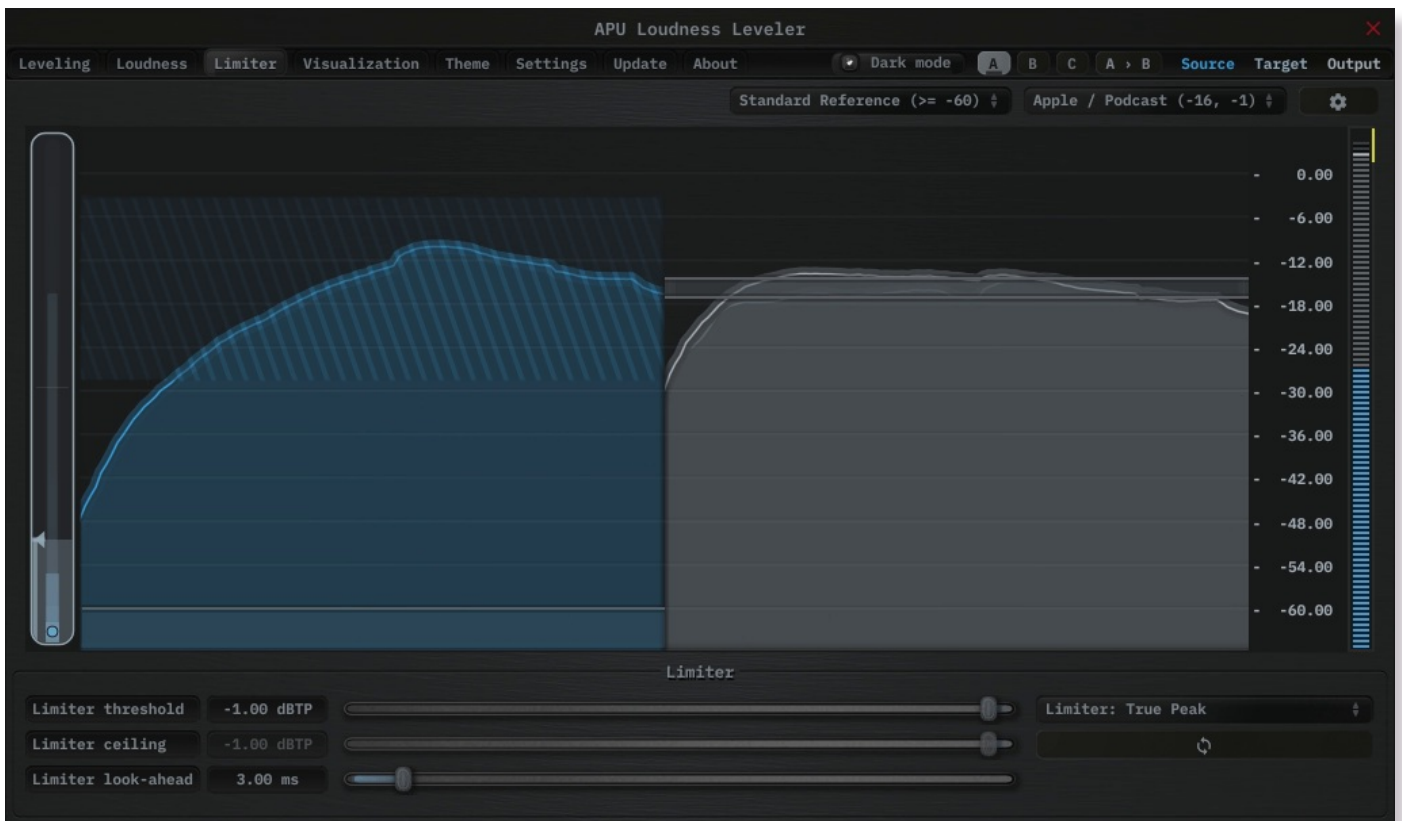 APU Loudness Leveler
Leveling Loudness Limiter Visualization Theme Settings Update About Dark mode A B C A › B Source Target Output
Standard Reference (>= -60) Apple / Podcast (-16, -1)
- 0.00
- -6.00
- -12.00
- -18.00
- -24.00
- -30.00
- -36.00
- -42.00
- -48.00
- -54.00
- -60.00
Limiter
Limiter threshold -1.00 dBTP Limiter: True Peak
Limiter ceiling -1.00 dBTP
Limiter look-ahead 3.00 ms